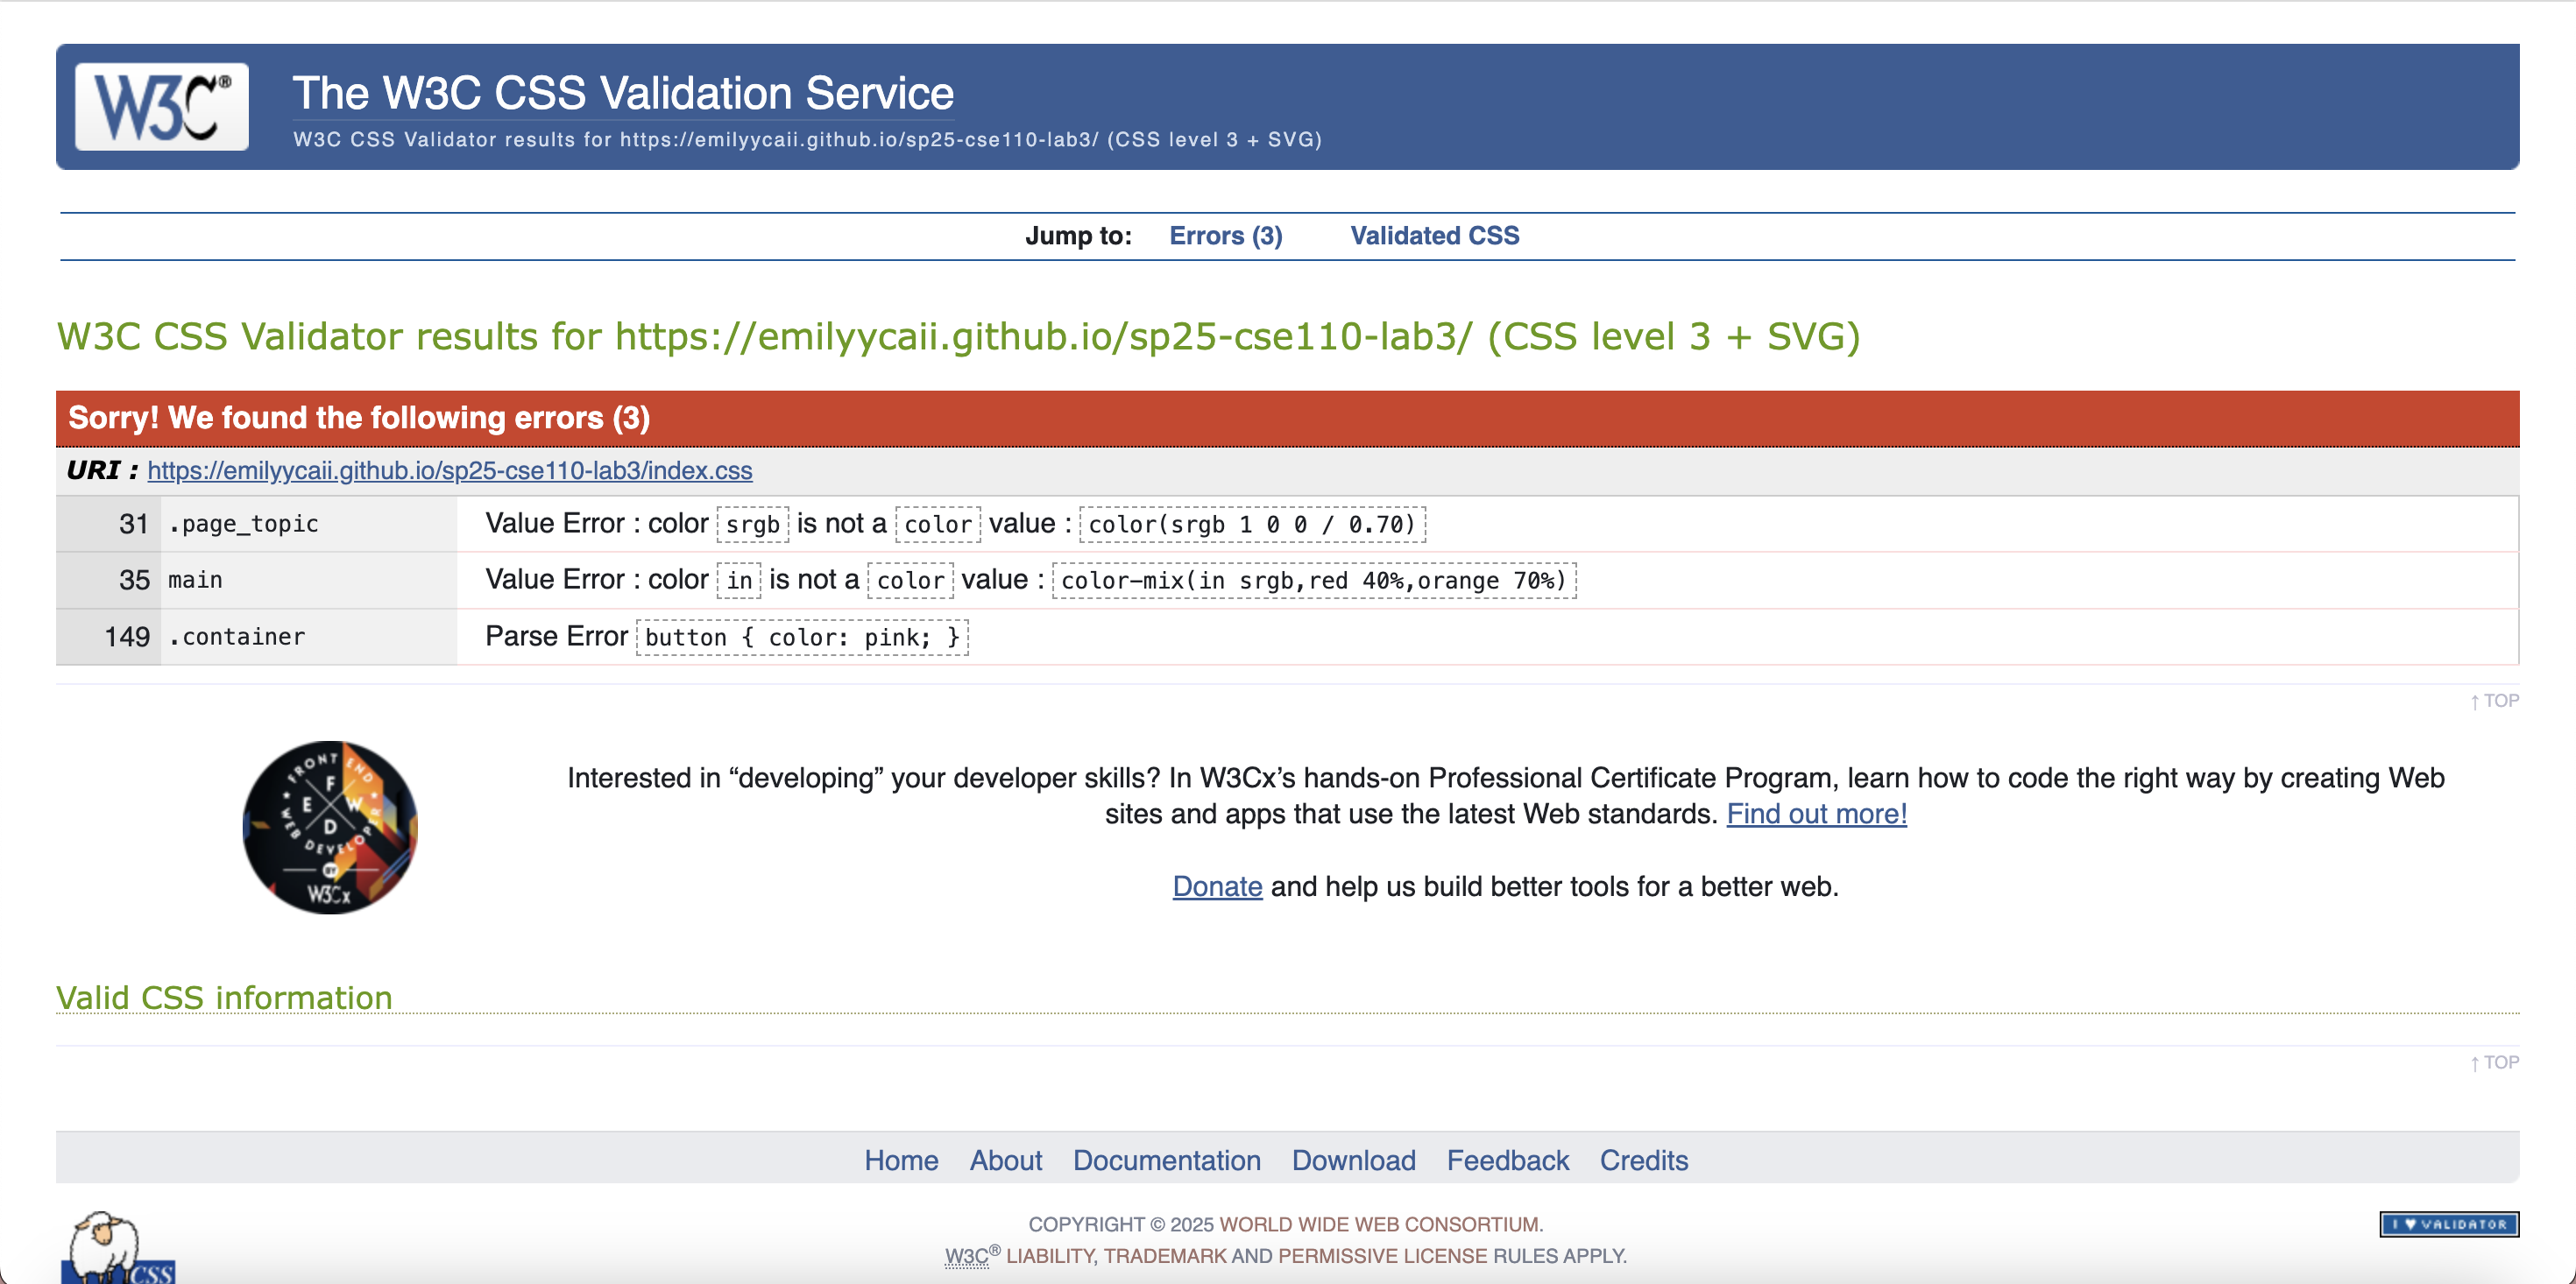 W3C®
The W3C CSS Validation Service
W3C CSS Validator results for https://emilyycaii.github.io/sp25-cse110-lab3/ (CSS level 3 + SVG)
Jump to: Errors (3) Validated CSS
W3C CSS Validator results for https://emilyycaii.github.io/sp25-cse110-lab3/ (CSS level 3 + SVG)
Sorry! We found the following errors (3)
URI : https://emilyycaii.github.io/sp25-cse110-lab3/index.css
31 .page_topic Value Error : color srgb is not a color value : color(srgb 1 0 0 / 0.70)
35 main Value Error : color in is not a color value : color-mix(in srgb,red 40%,orange 70%)
149 .container Parse Error button { color: pink; }
↑ TOP
FRONT END
F E W D
WEB DEVELOPER
BY
W3Cx
Interested in “developing” your developer skills? In W3Cx’s hands-on Professional Certificate Program, learn how to code the right way by creating Web
sites and apps that use the latest Web standards. Find out more!
Donate and help us build better tools for a better web.
Valid CSS information
↑ TOP
Home About Documentation Download Feedback Credits
CSS
COPYRIGHT © 2025 WORLD WIDE WEB CONSORTIUM.
W3C® LIABILITY, TRADEMARK AND PERMISSIVE LICENSE RULES APPLY.
I ♥ VALIDATOR